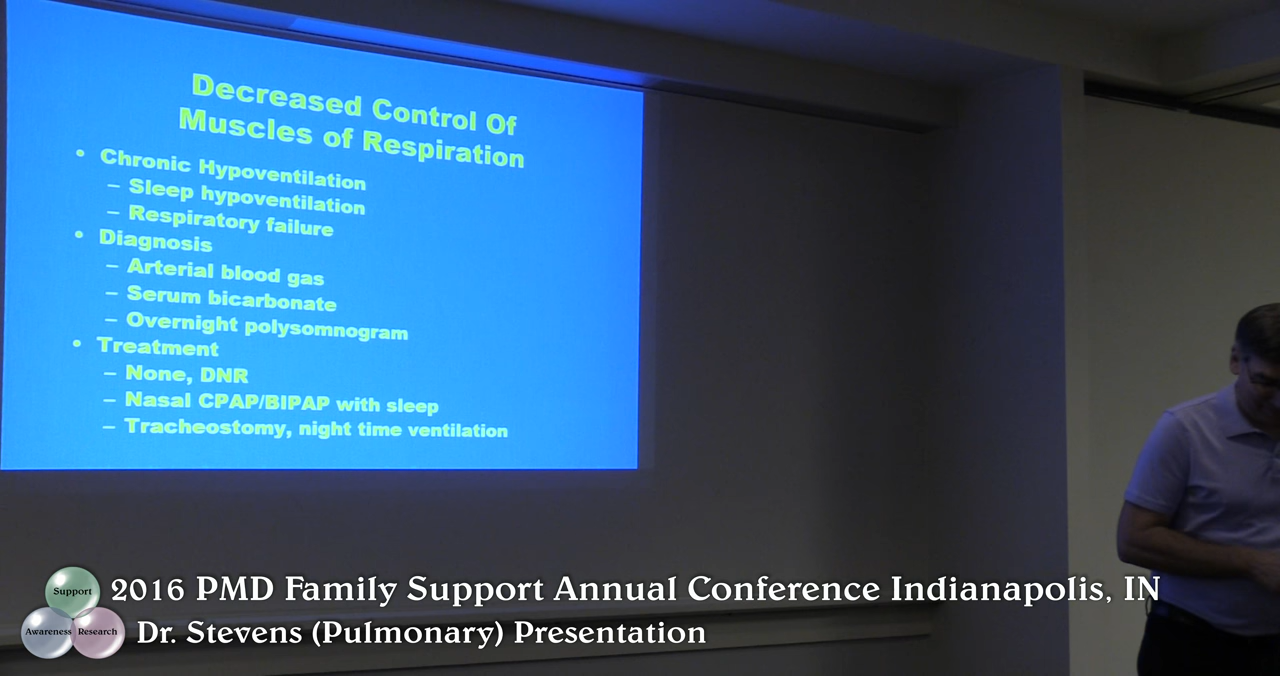 Decreased Control Of
Muscles of Respiration
• Chronic Hypoventilation
– Sleep hypoventilation
– Respiratory failure
• Diagnosis
– Arterial blood gas
– Serum bicarbonate
– Overnight polysomnogram
• Treatment
– None, DNR
– Nasal CPAP/BIPAP with sleep
– Tracheostomy, night time ventilation
Support
Awareness Research
2016 PMD Family Support Annual Conference Indianapolis, IN
Dr. Stevens (Pulmonary) Presentation